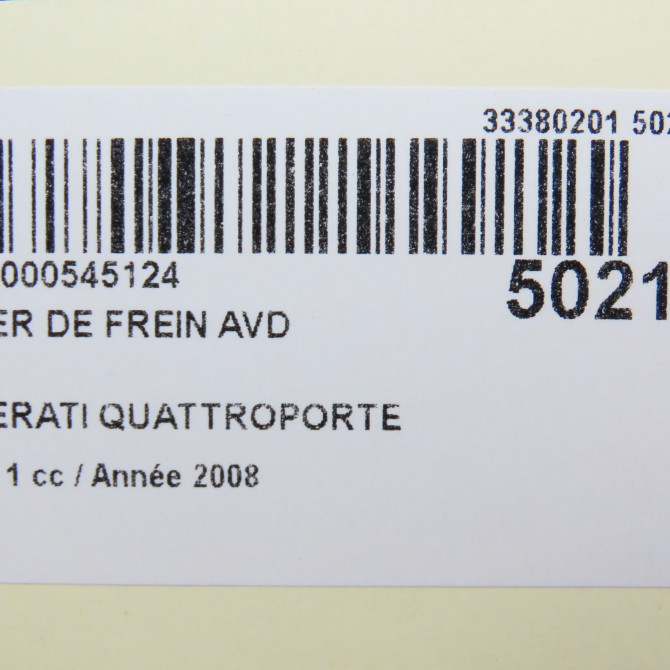 33380201 502
000545124
5021
ER DE FREIN AVD
ERATI QUATTROPORTE
1 cc / Année 2008